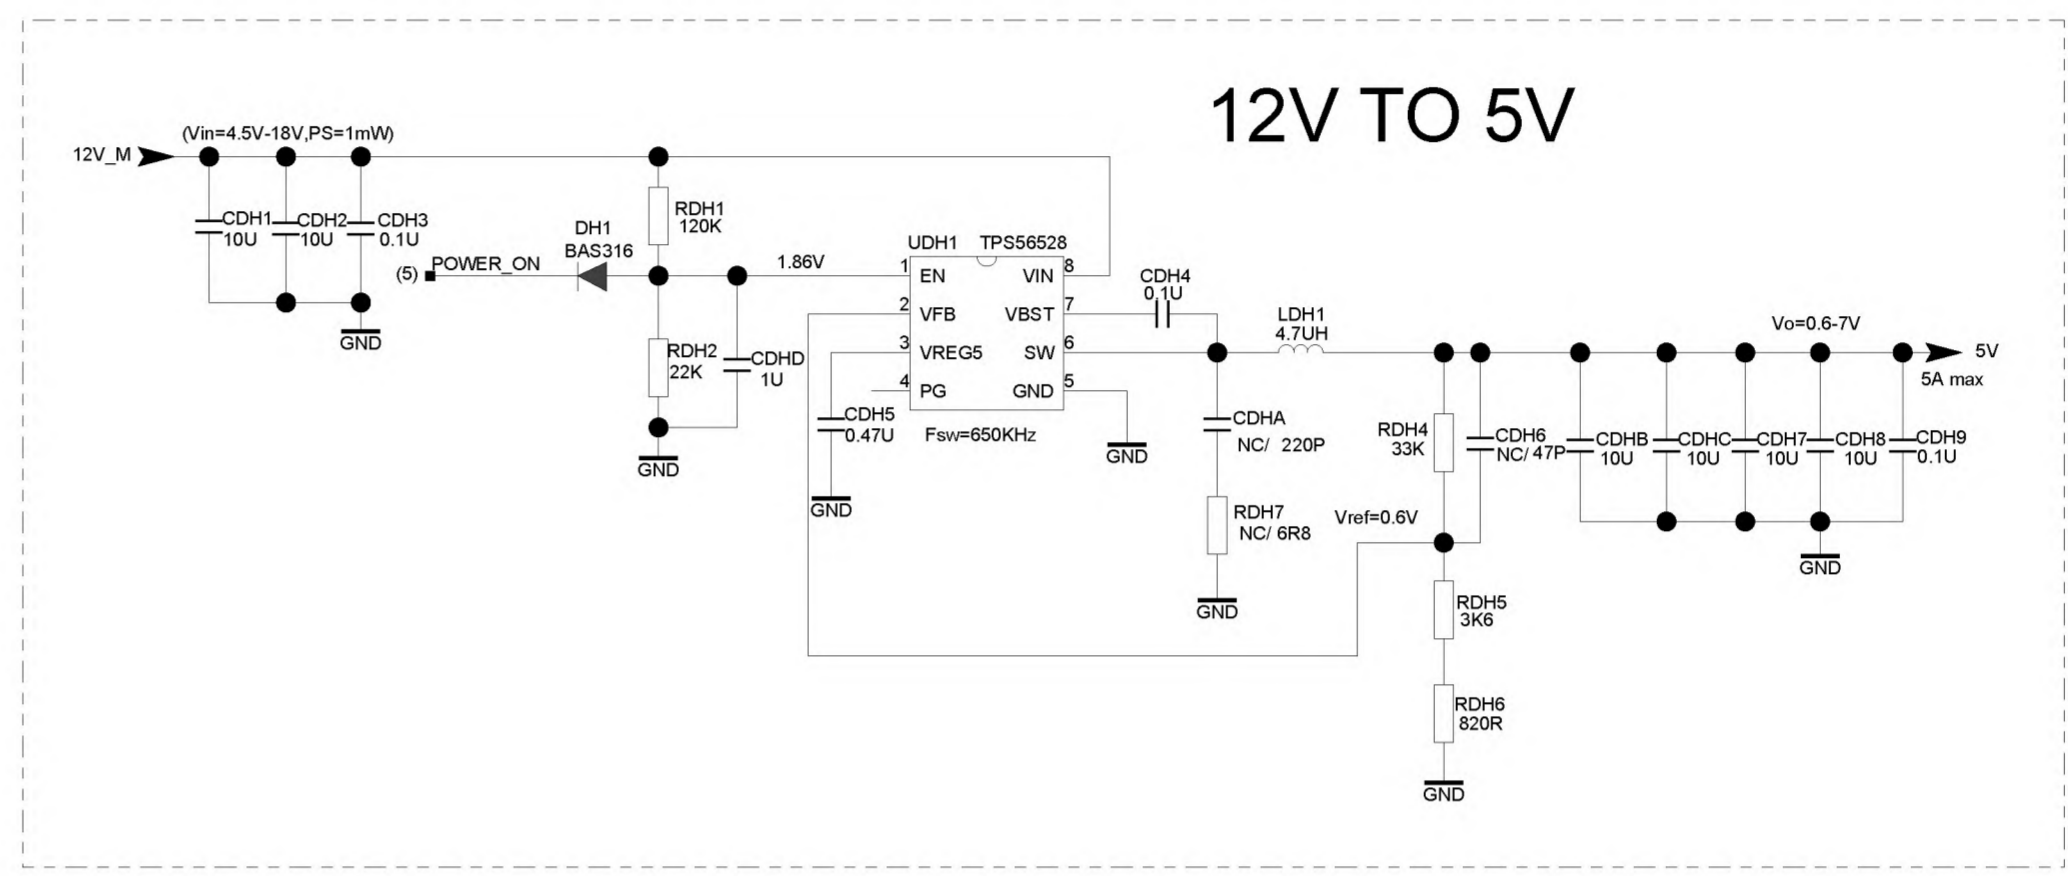 12V TO 5V
(Vin=4.5V-18V,PS=1mW)
12V_M
CDH1
10U
CDH2
10U
CDH3
0.1U
GND
RDH1
120K
DH1
BAS316
(5)
POWER_ON
1.86V
RDH2
22K
CDHD
1U
GND
UDH1
TPS56528
1
EN
2
VFB
3
VREG5
4
PG
VIN
8
VBST
7
SW
6
GND
5
Fsw=650KHz
CDH5
0.47U
GND
GND
CDH4
0.1U
LDH1
4.7UH
CDHA
NC/ 220P
RDH7
NC/ 6R8
GND
Vref=0.6V
RDH4
33K
CDH6
NC/ 47P
RDH5
3K6
RDH6
820R
GND
CDHB
10U
CDHC
10U
CDH7
10U
CDH8
10U
CDH9
0.1U
GND
Vo=0.6-7V
5V
5A max